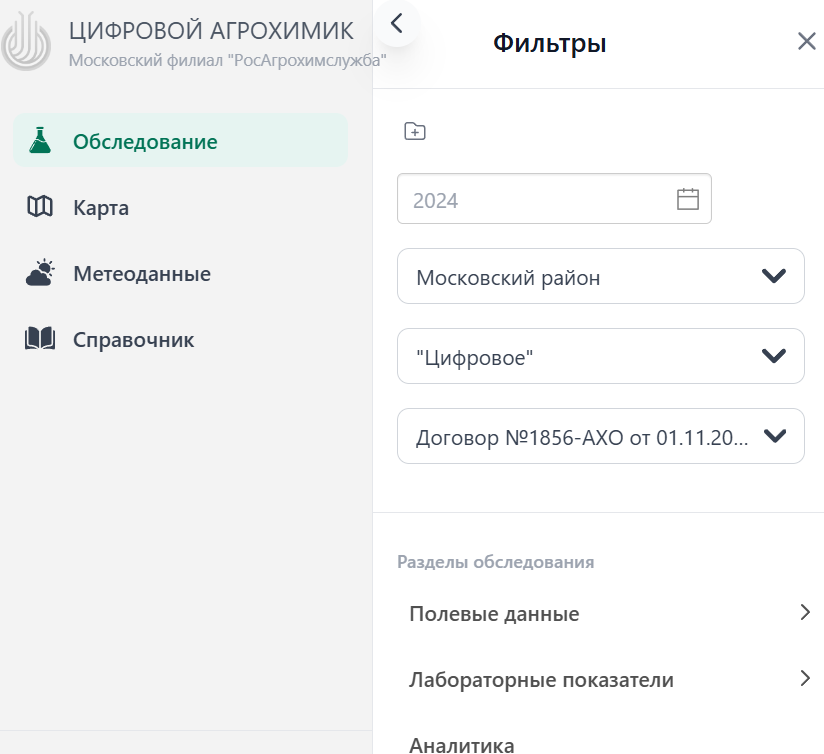 ЦИФРОВОЙ АГРОХИМИК
Московский филиал "РосАгрохимслужба"
Обследование
Карта
Метеоданные
Справочник
Фильтры
2024
Московский район
"Цифровое"
Договор №1856-АХО от 01.11.20...
Разделы обследования
Полевые данные
Лабораторные показатели
Аналитика